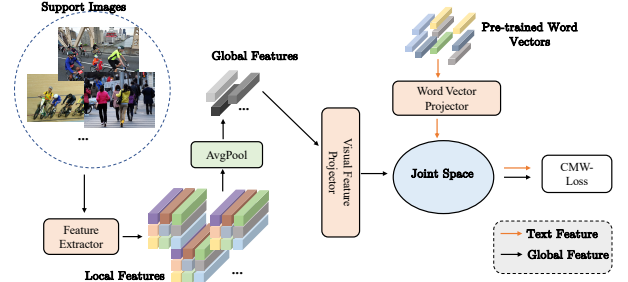 Support Images
...
Feature
Extractor
Local Features
...
AvgPool
Global Features
...
Visual Feature
Projector
Pre-trained Word
Vectors
Word Vector
Projector
Joint Space
CMW-
Loss
Text Feature
Global Feature